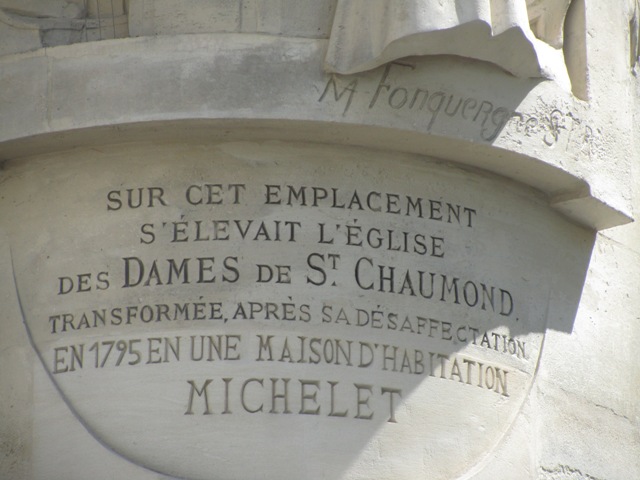 M-Fonquergne
SUR CET EMPLACEMENT
S'ÉLEVAIT L'ÉGLISE
DES DAMES DE ST CHAUMOND.
TRANSFORMÉE, APRÈS SA DÉSAFFECTATION
EN 1795 EN UNE MAISON D'HABITATION
MICHELET